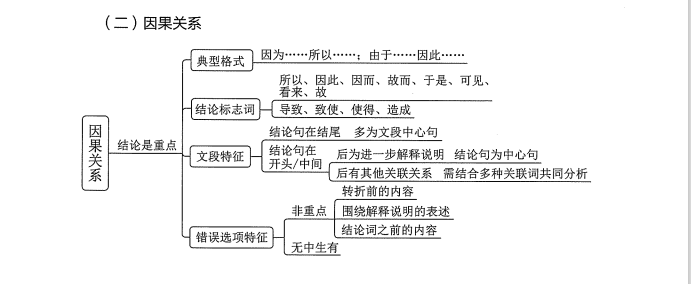 （二）因果关系
典型格式
因为……所以……；由于……因此……
所以、因此、因而、故而、于是、可见、
看来、故
结论标志词
导致、致使、使得、造成
因果关系
结论是重点
文段特征
结论句在结尾 多为文段中心句
结论句在
开头/中间
后为进一步解释说明 结论句为中心句
后有其他关联关系 需结合多种关联词共同分析
错误选项特征
非重点
转折前的内容
围绕解释说明的表述
结论词之前的内容
无中生有